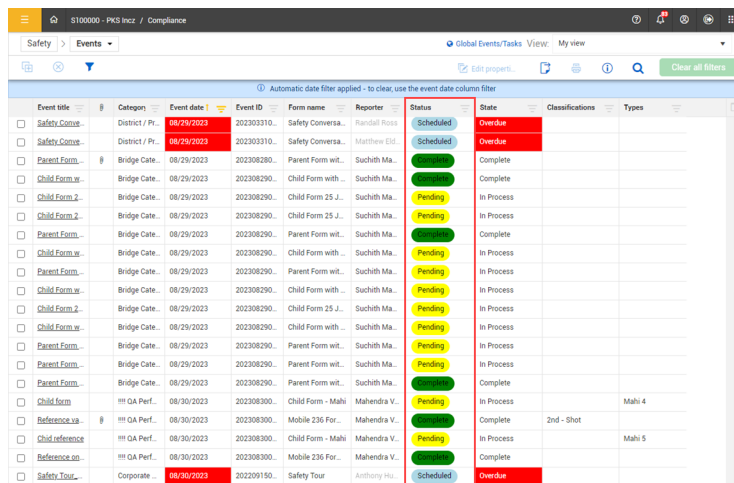 S100000 - PKS Incz / Compliance 83
Safety > Events Global Events/Tasks View: My view
Edit properti... Clear all filters
Automatic date filter applied - to clear, use the event date column filter
Event title Category Event date Event ID Form name Reporter Status State Classifications Types
Safety Conve... District / Pr... 08/29/2023 202303310... Safety Conversa... Randall Ross Scheduled Overdue
Safety Conve... District / Pr... 08/29/2023 202303310... Safety Conversa... Matthew Eld... Scheduled Overdue
Parent Form ... Bridge Cate... 08/29/2023 202308280... Parent Form wit... Suchith Ma... Complete Complete
Child Form w... Bridge Cate... 08/29/2023 202308290... Child Form with ... Suchith Ma... Complete Complete
Child Form 2... Bridge Cate... 08/29/2023 202308290... Child Form 25 J... Suchith Ma... Pending In Process
Child Form 2... Bridge Cate... 08/29/2023 202308290... Child Form 25 J... Suchith Ma... Pending In Process
Parent Form ... Bridge Cate... 08/29/2023 202308290... Parent Form wit... Suchith Ma... Complete Complete
Child Form w... Bridge Cate... 08/29/2023 202308290... Child Form with ... Suchith Ma... Pending In Process
Parent Form ... Bridge Cate... 08/29/2023 202308290... Parent Form wit... Suchith Ma... Pending In Process
Child Form w... Bridge Cate... 08/29/2023 202308290... Child Form with ... Suchith Ma... Pending In Process
Child Form 2... Bridge Cate... 08/29/2023 202308290... Child Form 25 J... Suchith Ma... Pending In Process
Child Form w... Bridge Cate... 08/29/2023 202308290... Child Form with ... Suchith Ma... Pending In Process
Parent Form ... Bridge Cate... 08/29/2023 202308290... Parent Form wit... Suchith Ma... Pending In Process
Parent Form ... Bridge Cate... 08/29/2023 202308290... Parent Form wit... Suchith Ma... Pending In Process
Parent Form ... Bridge Cate... 08/29/2023 202308290... Parent Form wit... Suchith Ma... Complete Complete
Child form !!!! QA Perf... 08/30/2023 202308300... Child Form - Mahi Mahendra V... Pending In Process Mahi 4
Reference va... !!!! QA Perf... 08/30/2023 202308300... Mobile 236 For... Mahendra V... Complete Complete 2nd - Shot
Chid reference !!!! QA Perf... 08/30/2023 202308300... Child Form - Mahi Mahendra V... Pending In Process Mahi 5
Reference on... !!!! QA Perf... 08/30/2023 202308300... Mobile 236 For... Mahendra V... Complete Complete
Safety Tour_... Corporate ... 08/30/2023 202209150... Safety Tour Anthony Hu... Scheduled Overdue